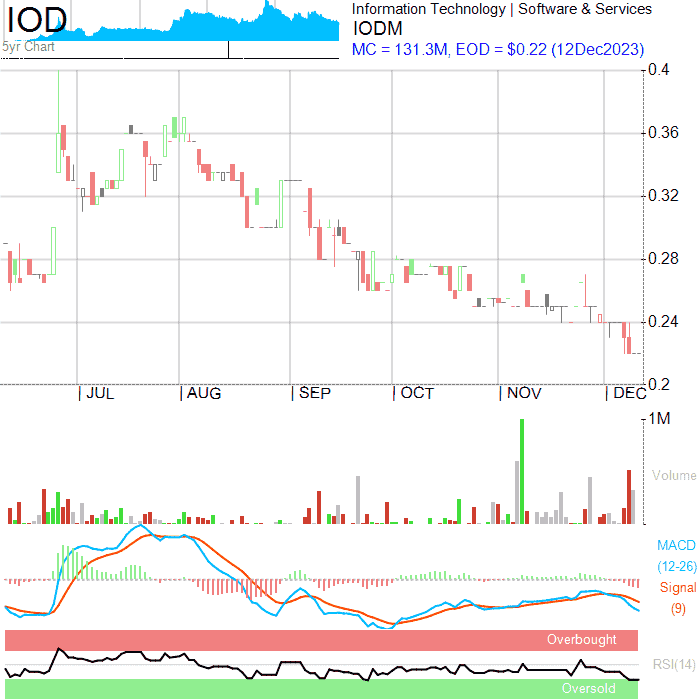 IOD
5yr Chart
Information Technology | Software & Services
IODM
MC = 131.3M, EOD = $0.22 (12Dec2023)
0.4
0.36
0.32
0.28
0.24
0.2
| JUL | AUG | SEP | OCT | NOV | DEC
1M
Volume
MACD
(12-26)
Signal
(9)
Overbought
RSI(14)
Oversold